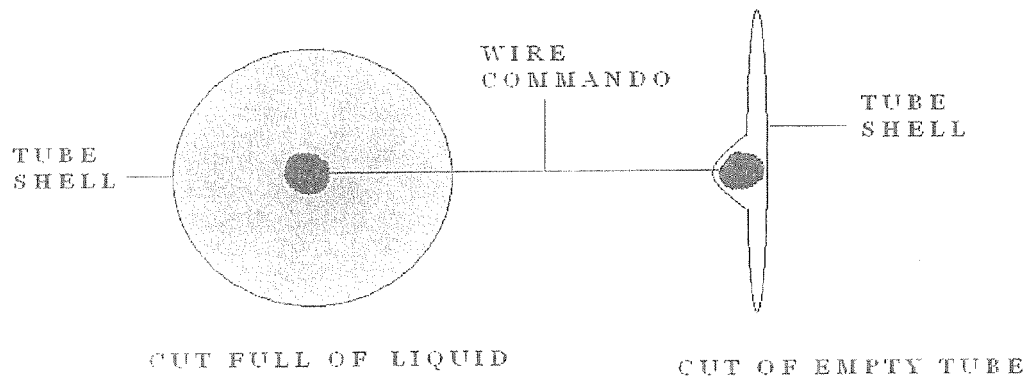 WIRE
COMMANDO
TUBE
SHELL
TUBE
SHELL
CUT FULL OF LIQUID
CUT OF EMPTY TUBE